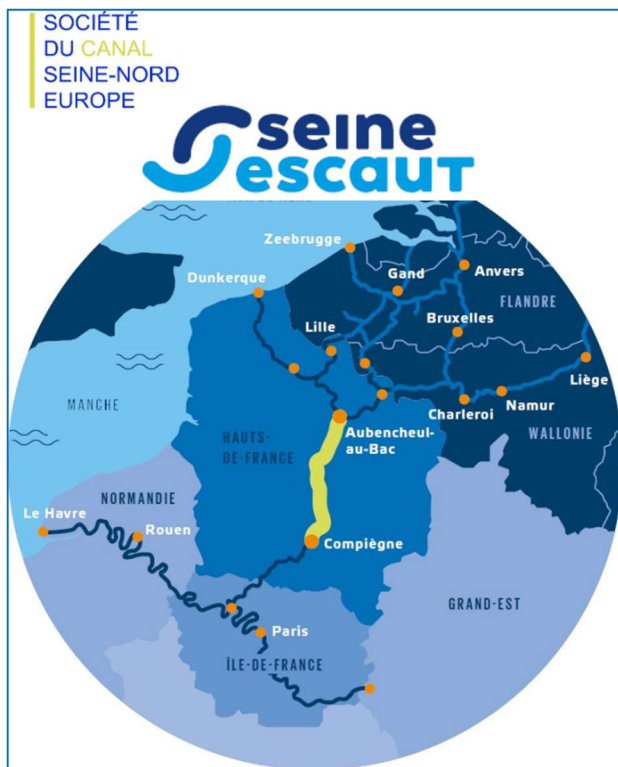 SOCIÉTÉ
DU CANAL
SEINE-NORD
EUROPE
seine
escaut
Zeebrugge
Dunkerque
Gand
Anvers
FLANDRE
Lille
Bruxelles
Liège
MANCHE
Charleroi
Namur
Aubencheul-
au-Bac
WALLONIE
HAUTS-
DE-FRANCE
NORMANDIE
Le Havre
Rouen
Compiègne
GRAND-EST
Paris
ÎLE-DE-FRANCE